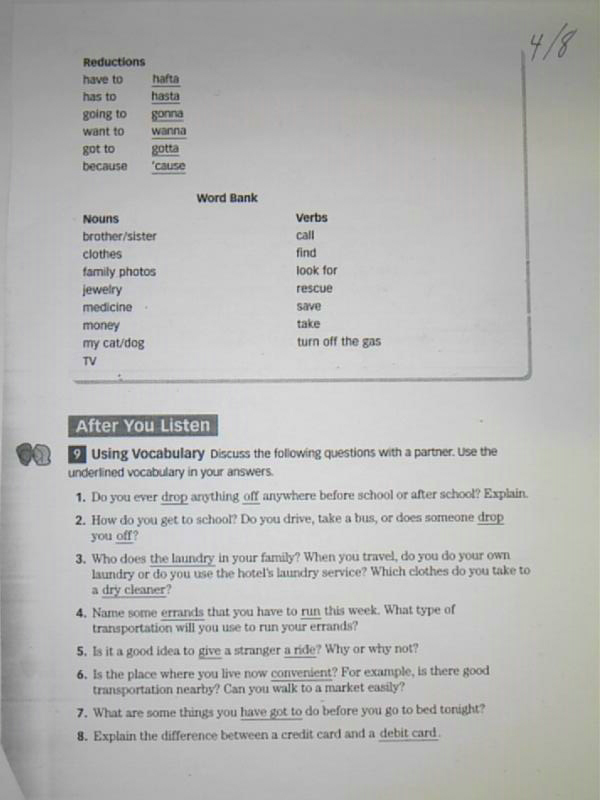 4/8
Reductions
have to hafta
has to hasta
going to gonna
want to wanna
got to gotta
because 'cause
Word Bank
Nouns Verbs
brother/sister call
clothes find
family photos look for
jewelry rescue
medicine save
money take
my cat/dog turn off the gas
TV
After You Listen
9 Using Vocabulary Discuss the following questions with a partner. Use the
underlined vocabulary in your answers.
1. Do you ever drop anything off anywhere before school or after school? Explain.
2. How do you get to school? Do you drive, take a bus, or does someone drop
you off?
3. Who does the laundry in your family? When you travel, do you do your own
laundry or do you use the hotel's laundry service? Which clothes do you take to
a dry cleaner?
4. Name some errands that you have to run this week. What type of
transportation will you use to run your errands?
5. Is it a good idea to give a stranger a ride? Why or why not?
6. Is the place where you live now convenient? For example, is there good
transportation nearby? Can you walk to a market easily?
7. What are some things you have got to do before you go to bed tonight?
8. Explain the difference between a credit card and a debit card.